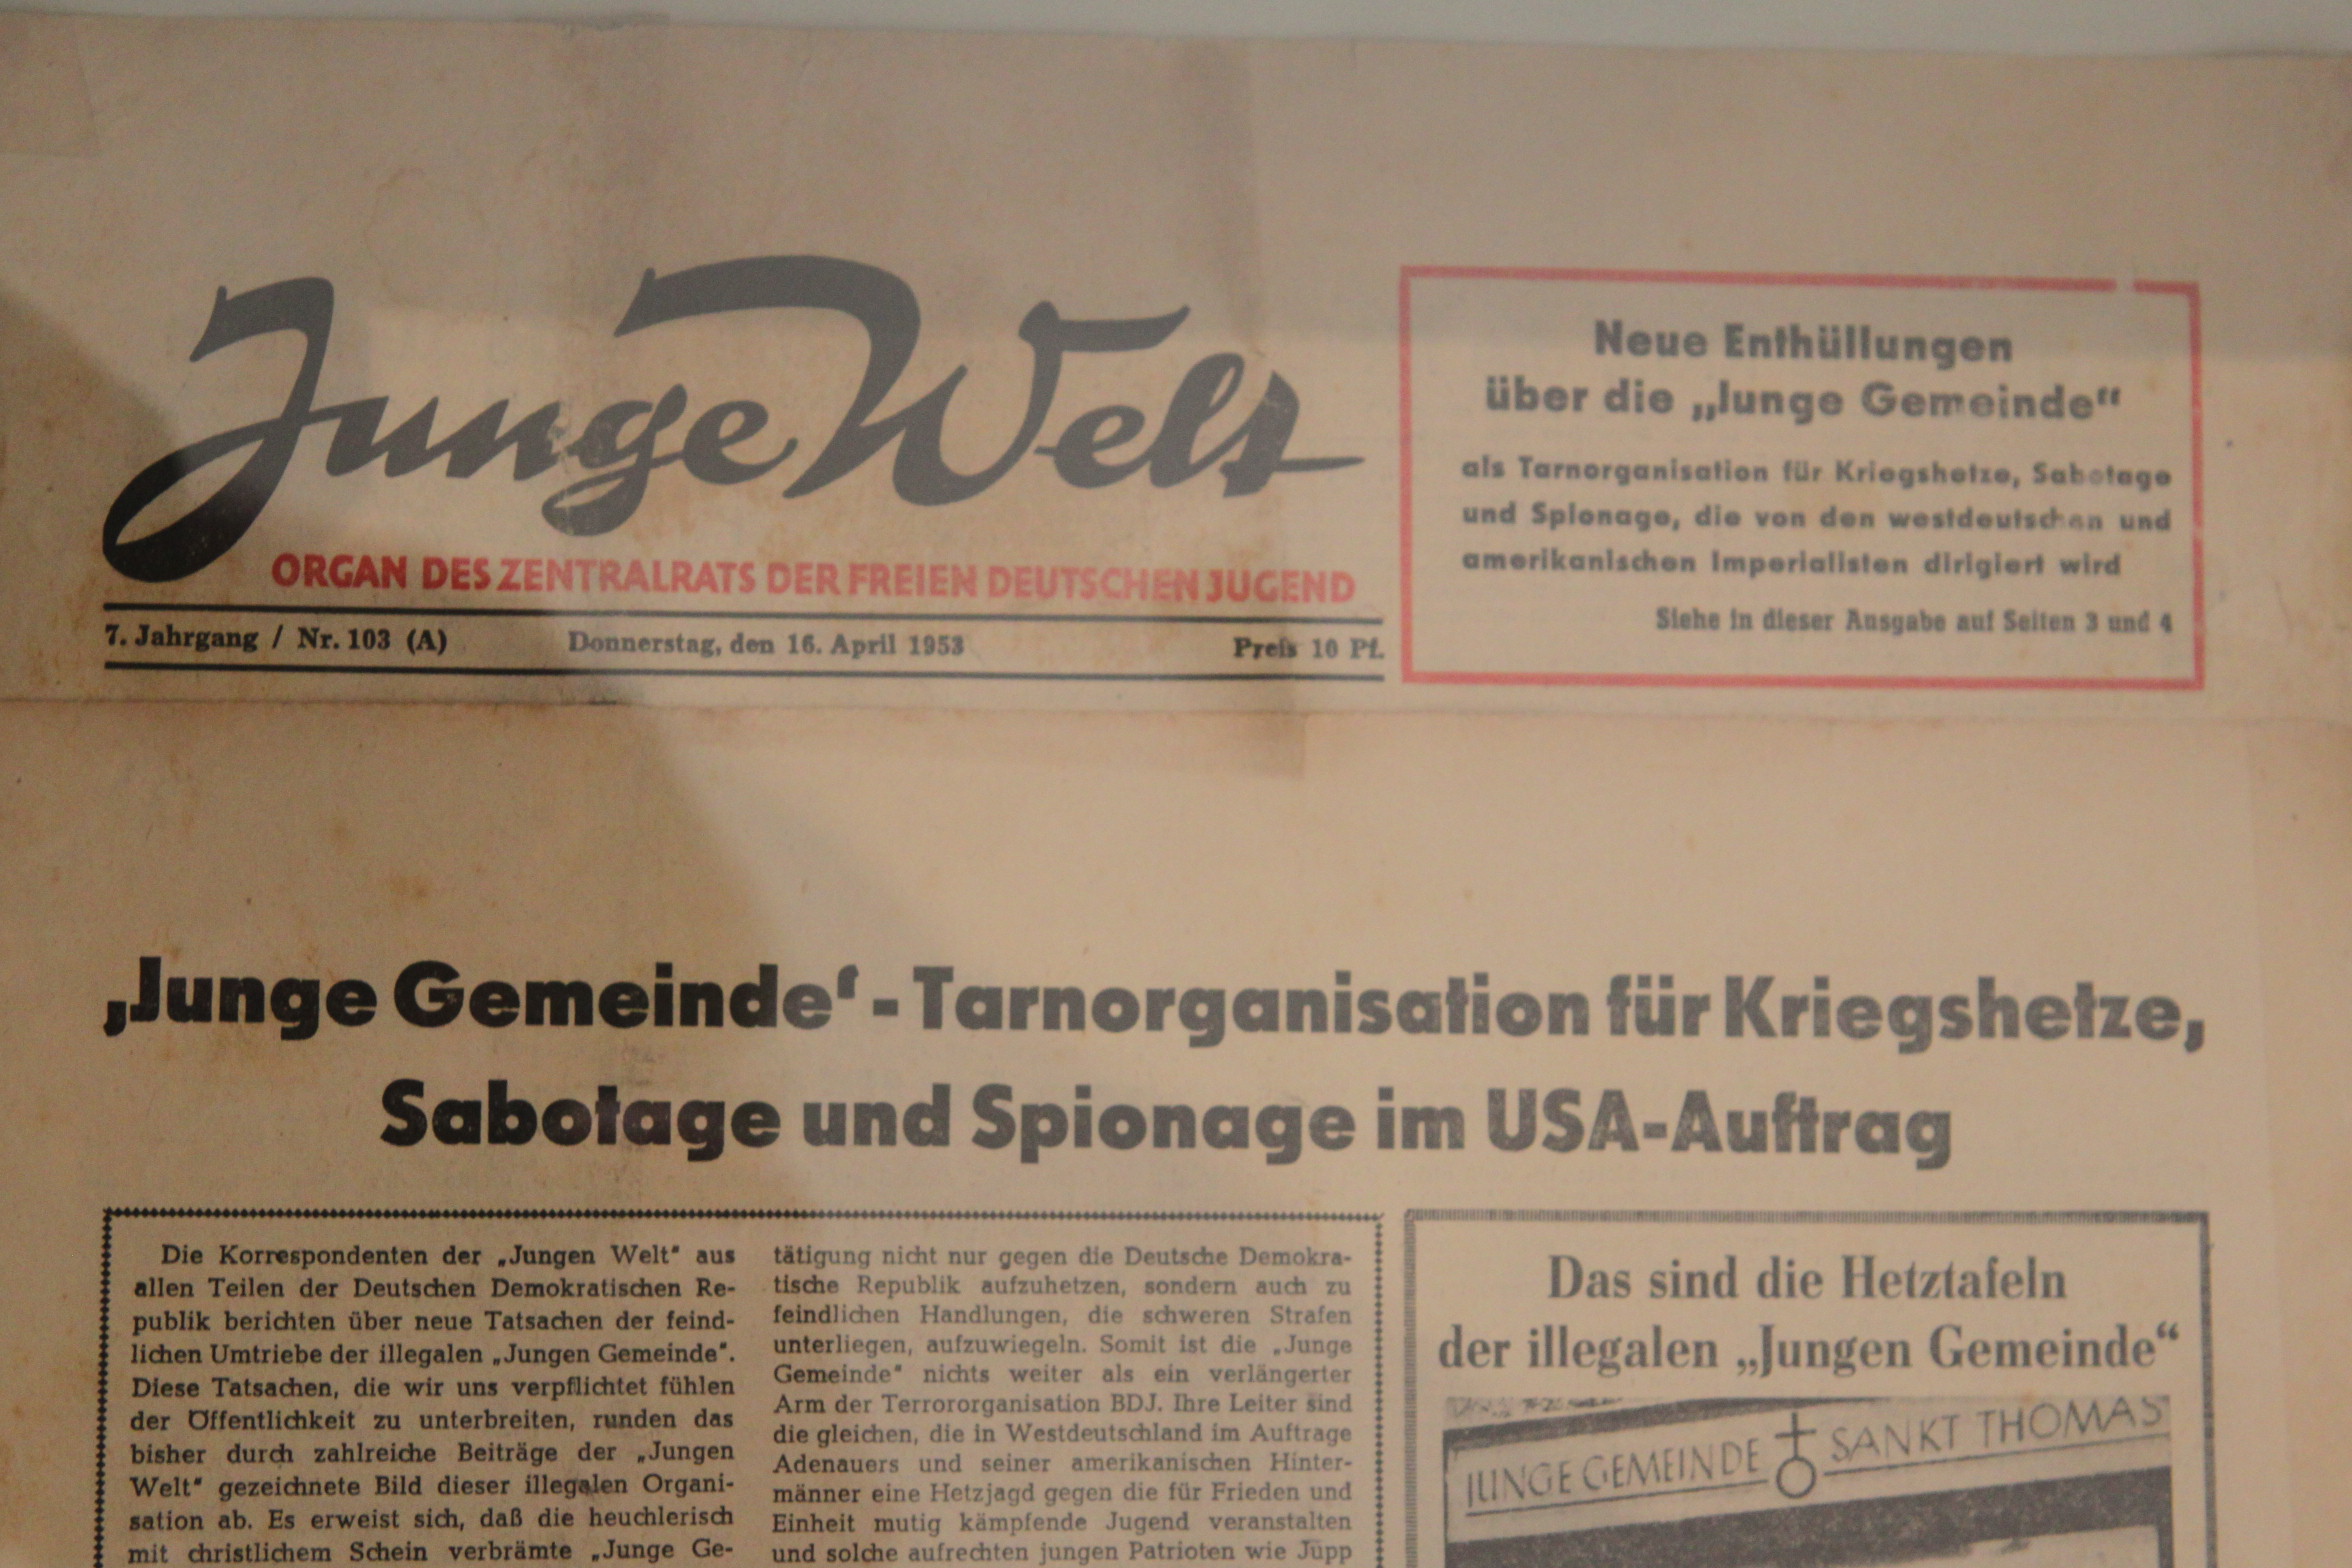 Junge Welt
ORGAN DES ZENTRALRATS DER FREIEN DEUTSCHEN JUGEND
7. Jahrgang / Nr. 103 (A) Donnerstag, den 16. April 1953 Preis 10 Pf.
Neue Enthüllungen
über die „Junge Gemeinde“
als Tarnorganisation für Kriegshetze, Sabotage
und Spionage, die von den westdeutschen und
amerikanischen Imperialisten dirigiert wird
Siehe in dieser Ausgabe auf Seiten 3 und 4
‚Junge Gemeinde‘ - Tarnorganisation für Kriegshetze,
Sabotage und Spionage im USA-Auftrag
Die Korrespondenten der „Jungen Welt“ aus
allen Teilen der Deutschen Demokratischen Re-
publik berichten über neue Tatsachen der feind-
lichen Umtriebe der illegalen „Jungen Gemeinde“.
Diese Tatsachen, die wir uns verpflichtet fühlen
der Öffentlichkeit zu unterbreiten, runden das
bisher durch zahlreiche Beiträge der „Jungen
Welt“ gezeichnete Bild dieser illegalen Organi-
sation ab. Es erweist sich, daß die heuchlerisch
mit christlichem Schein verbrämte „Junge Ge-
tätigung nicht nur gegen die Deutsche Demokra-
tische Republik aufzuhetzen, sondern auch zu
feindlichen Handlungen, die schweren Strafen
unterliegen, aufzuwiegeln. Somit ist die „Junge
Gemeinde“ nichts weiter als ein verlängerter
Arm der Terrororganisation BDJ. Ihre Leiter sind
die gleichen, die in Westdeutschland im Auftrage
Adenauers und seiner amerikanischen Hinter-
männer eine Hetzjagd gegen die für Frieden und
Einheit mutig kämpfende Jugend veranstalten
und solche aufrechten jungen Patrioten wie Jupp
Das sind die Hetztafeln
der illegalen „Jungen Gemeinde“
JUNGE GEMEINDE SANKT THOMAS